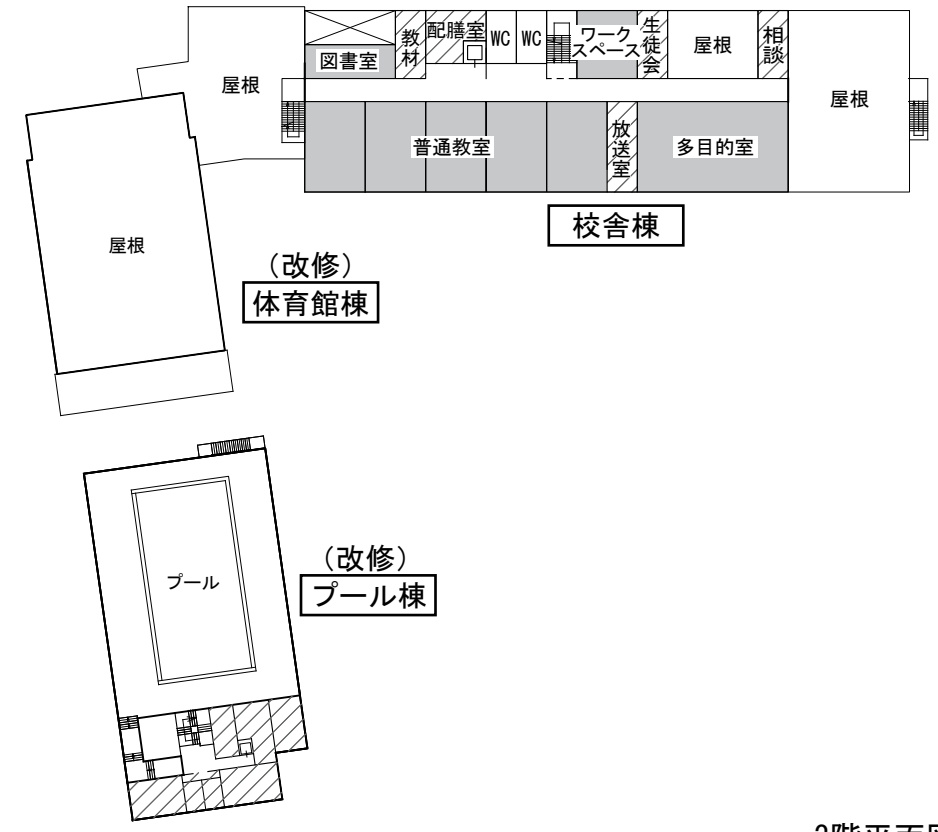 図書室
教材
配膳室
WC
WC
ワーク
スペース
生徒会
屋根
相談
屋根
屋根
普通教室
放送室
多目的室
校舎棟
屋根
（改修）
体育館棟
（改修）
プール棟
プール
階平面